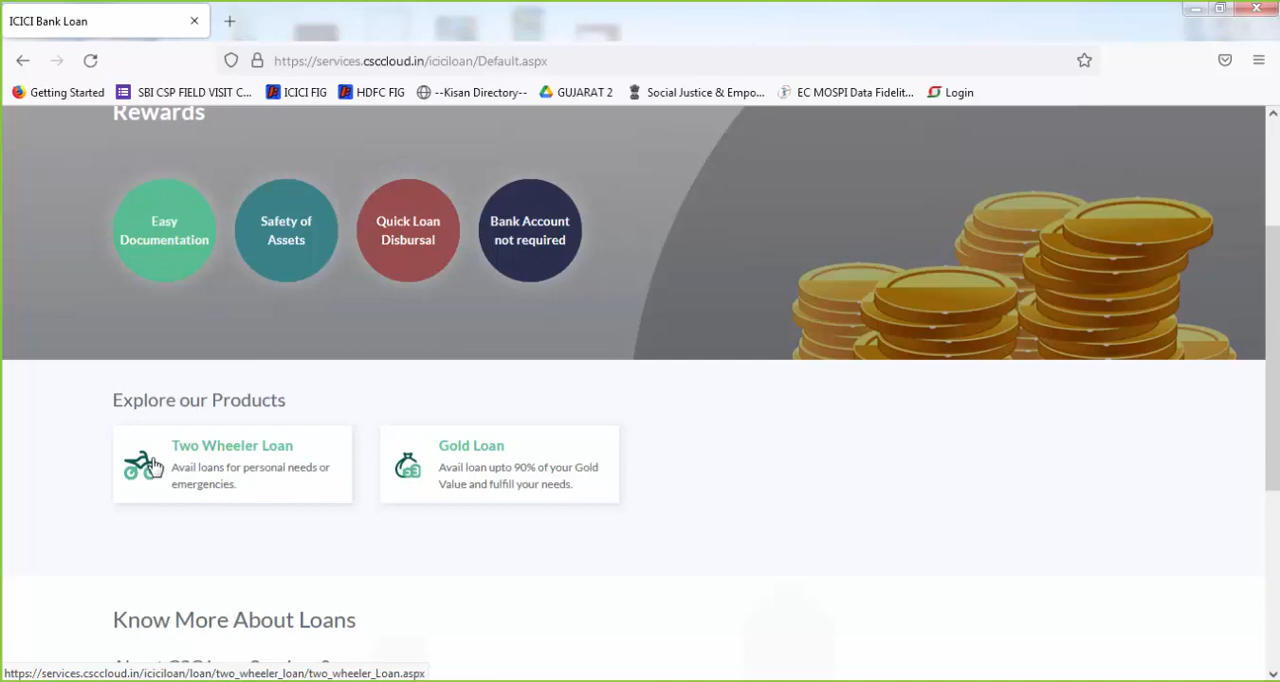 ICICI Bank Loan
https://services.csccloud.in/iciciloan/Default.aspx
Getting Started SBI CSP FIELD VISIT C... ICICI FIG HDFC FIG --Kisan Directory-- GUJARAT 2 Social Justice & Empo... EC MOSPI Data Fidelit... Login
Rewards
Easy
Documentation
Safety of
Assets
Quick Loan
Disbursal
Bank Account
not required
Explore our Products
Two Wheeler Loan
Avail loans for personal needs or
emergencies.
Gold Loan
Avail loan upto 90% of your Gold
Value and fulfill your needs.
Know More About Loans
https://services.csccloud.in/iciciloan/loan/two_wheeler_loan/two_wheeler_Loan.aspx